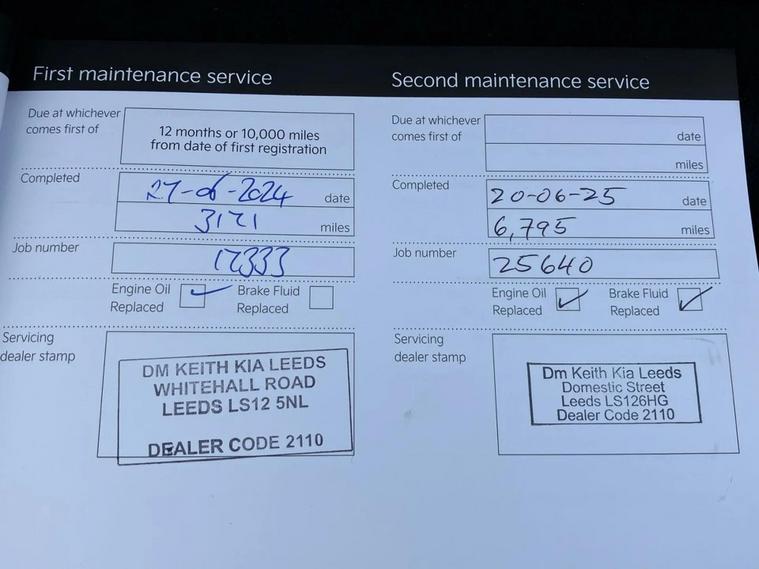 First maintenance service
Due at whichever
comes first of
12 months or 10,000 miles
from date of first registration
Completed
27-06-2024 date
3121 miles
Job number
17333
Engine Oil
Replaced
Brake Fluid
Replaced
Servicing
dealer stamp
DM KEITH KIA LEEDS
WHITEHALL ROAD
LEEDS LS12 5NL
DEALER CODE 2110
Second maintenance service
Due at whichever
comes first of
date
miles
Completed
20-06-25 date
6,795 miles
Job number
25640
Engine Oil
Replaced
Brake Fluid
Replaced
Servicing
dealer stamp
Dm Keith Kia Leeds
Domestic Street
Leeds LS126HG
Dealer Code 2110